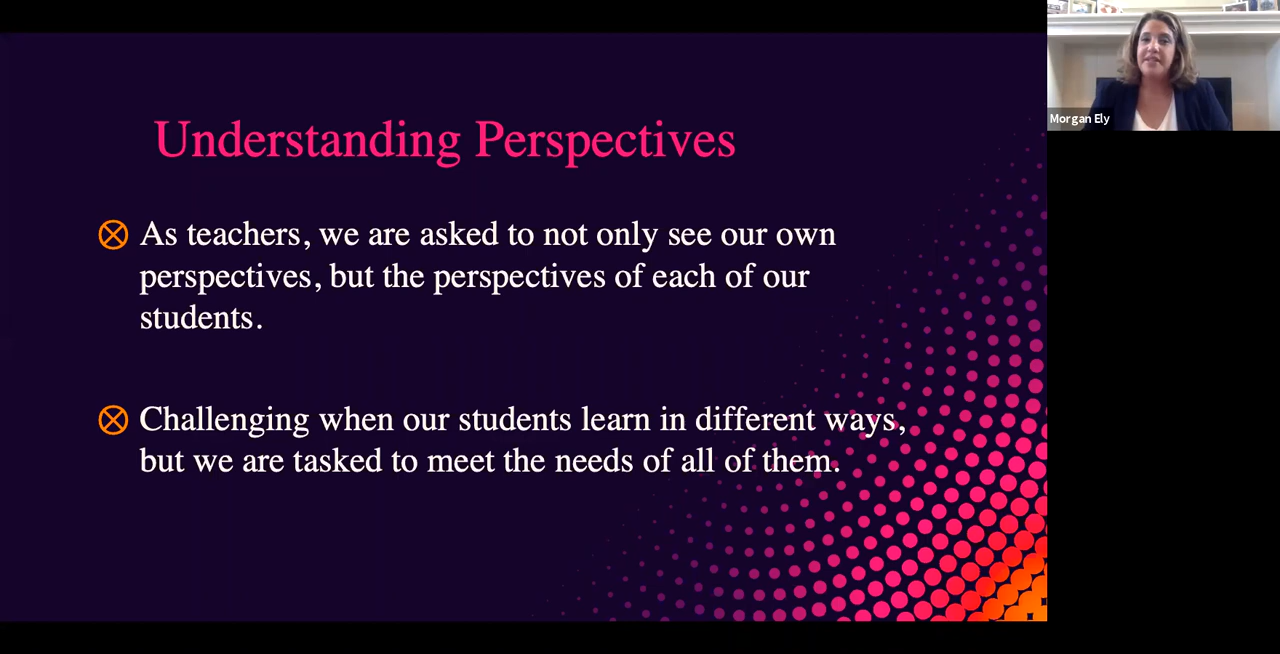 Understanding Perspectives
As teachers, we are asked to not only see our own
perspectives, but the perspectives of each of our
students.
Challenging when our students learn in different ways,
but we are tasked to meet the needs of all of them.
Morgan Ely